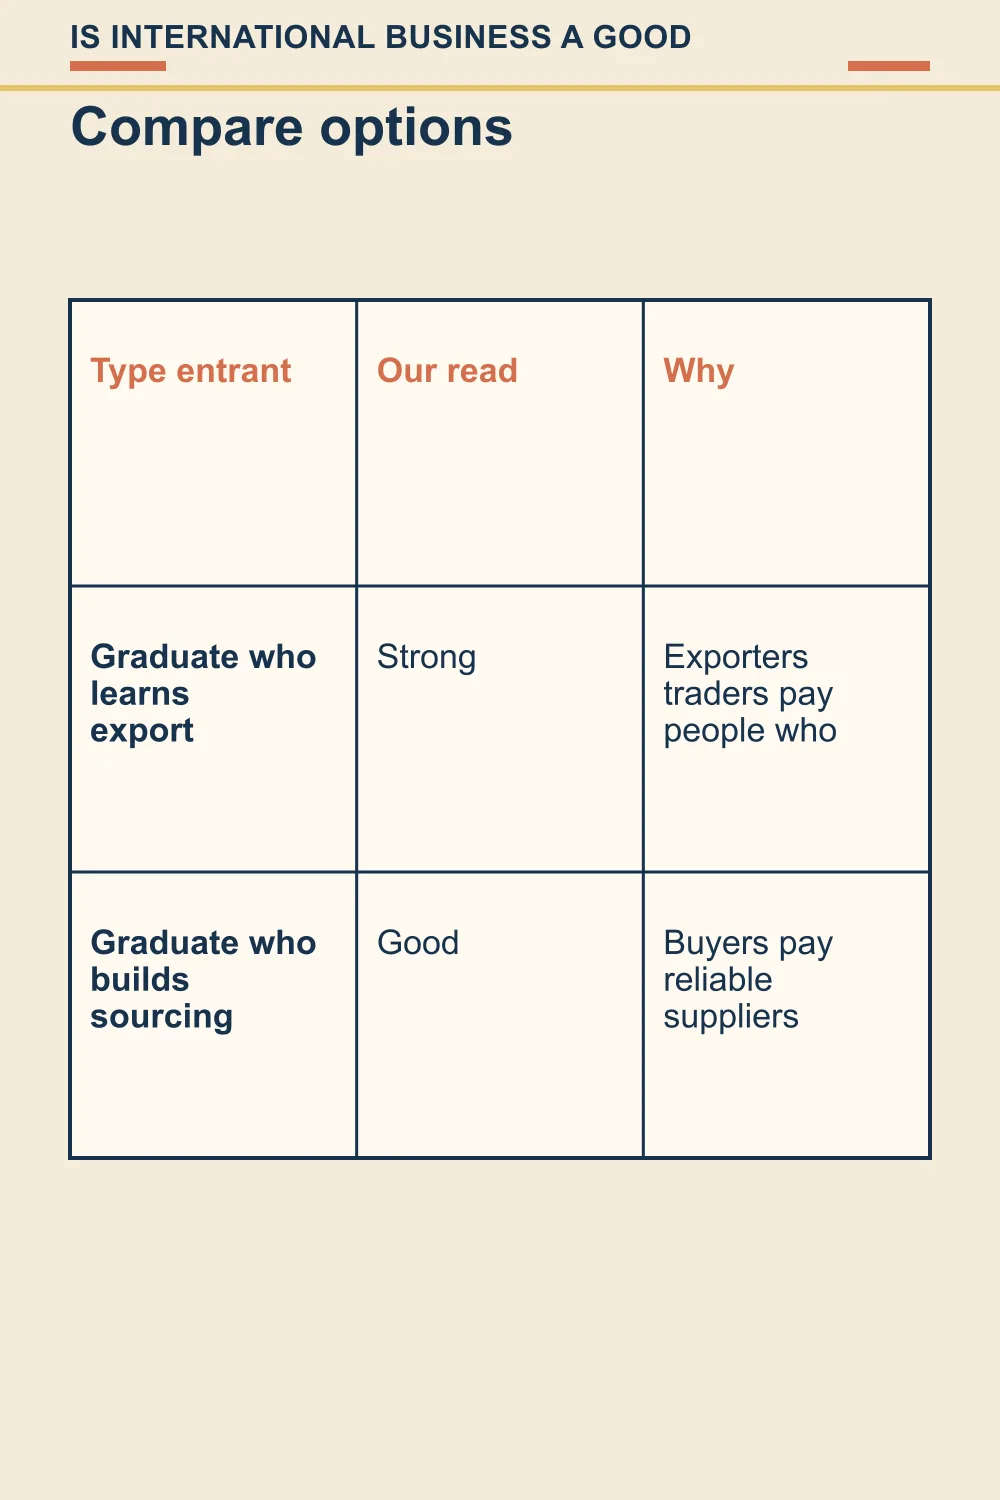 IS INTERNATIONAL BUSINESS A GOOD
Compare options
Type entrant
Our read
Why
Graduate who
learns
export
Strong
Exporters
traders pay
people who
Graduate who
builds
sourcing
Good
Buyers pay
reliable
suppliers